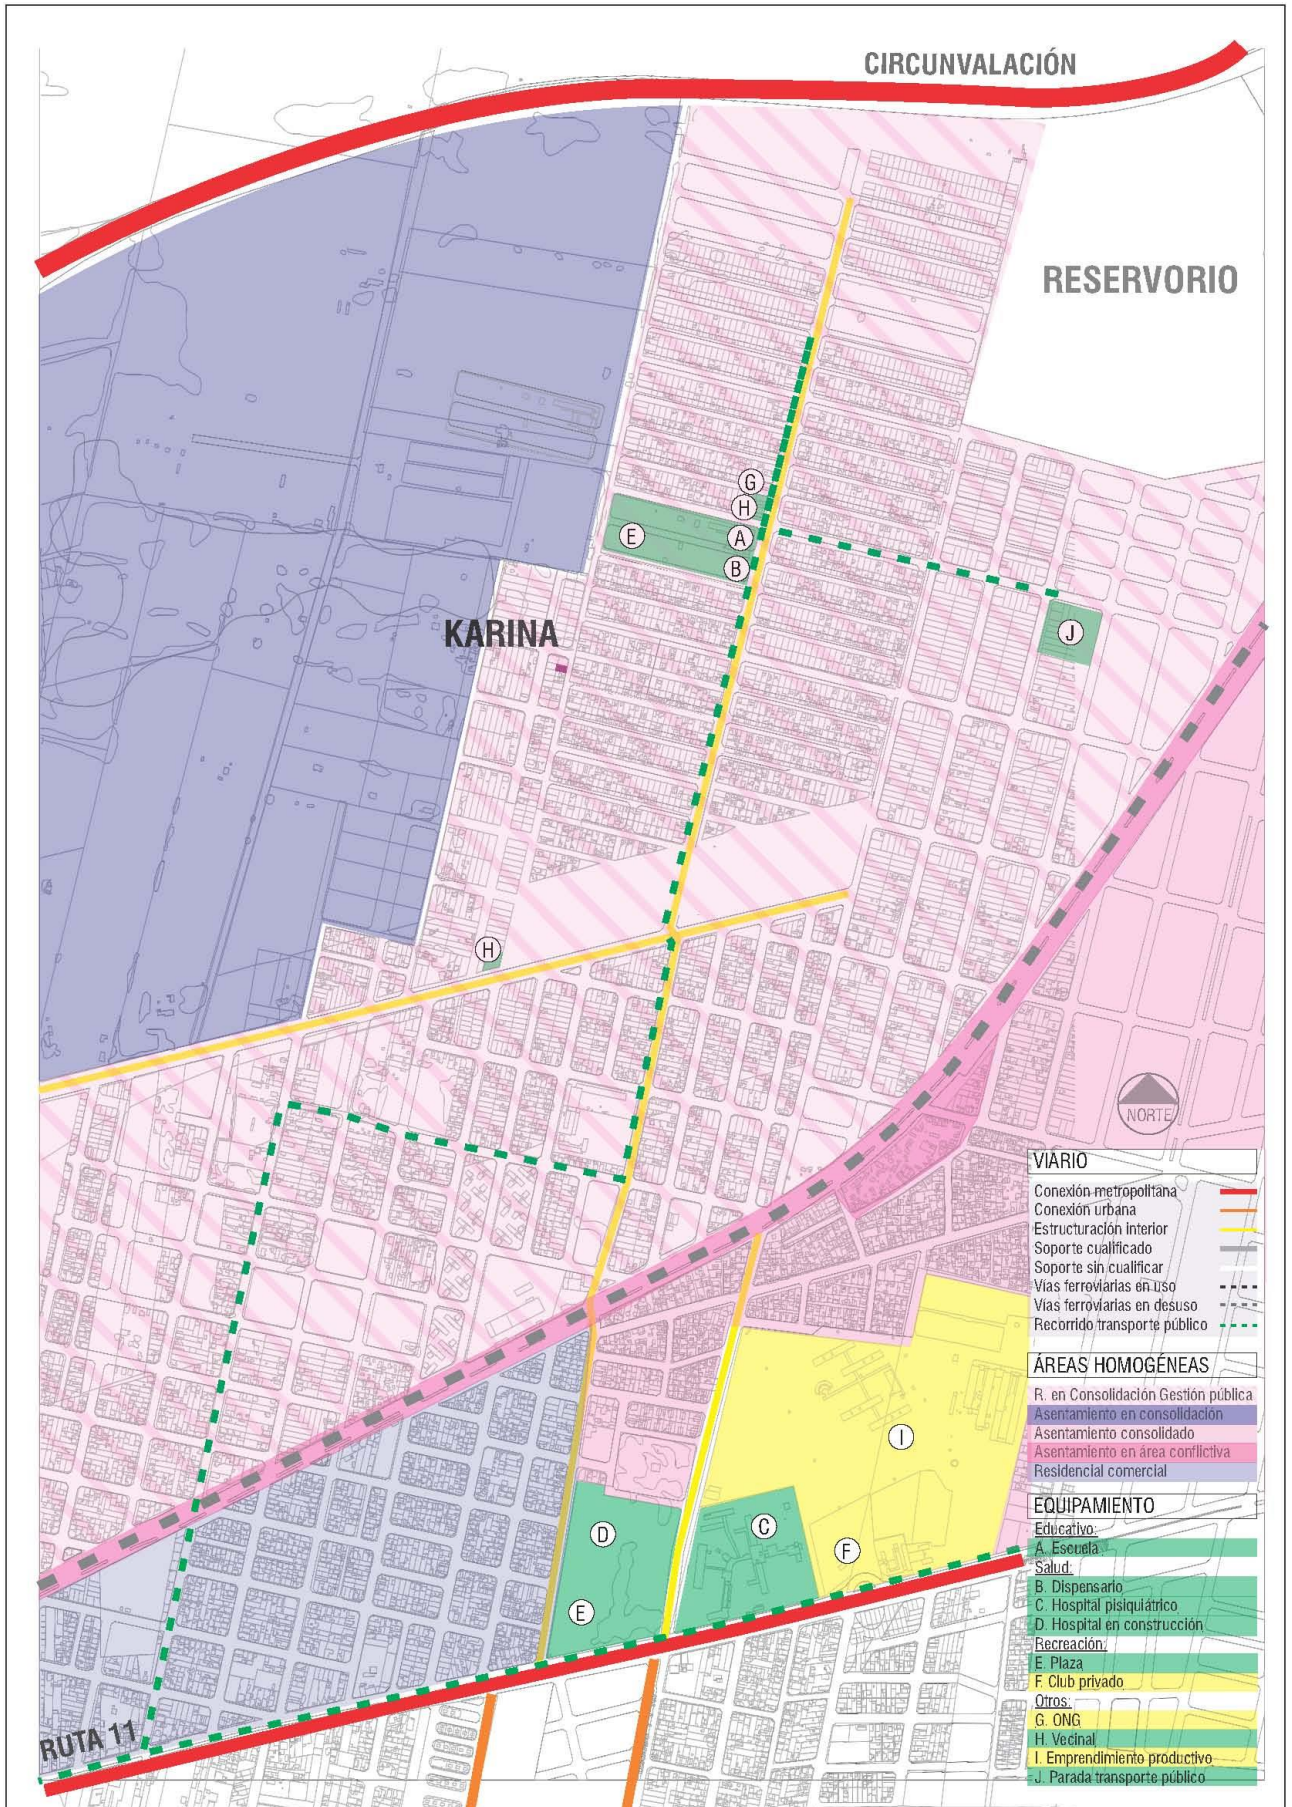 CIRCUNVALACIÓN
RESERVORIO
G
H
E
A
B
KARINA
J
H
NORTE
I
D
C
F
E
RUTA 11
VIARIO
Conexión metropolitana
Conexión urbana
Estructuración interior
Soporte cualificado
Soporte sin cualificar
Vías ferroviarias en uso
Vías ferroviarias en desuso
Recorrido transporte público
ÁREAS HOMOGÉNEAS
R. en Consolidación Gestión pública
Asentamiento en consolidación
Asentamiento consolidado
Asentamiento en área conflictiva
Residencial comercial
EQUIPAMIENTO
Educativo:
A. Escuela
Salud:
B. Dispensario
C. Hospital pisiquiátrico
D. Hospital en construcción
Recreación:
E. Plaza
F. Club privado
Otros:
G. ONG
H. Vecinal
I. Emprendimiento productivo
J. Parada transporte público